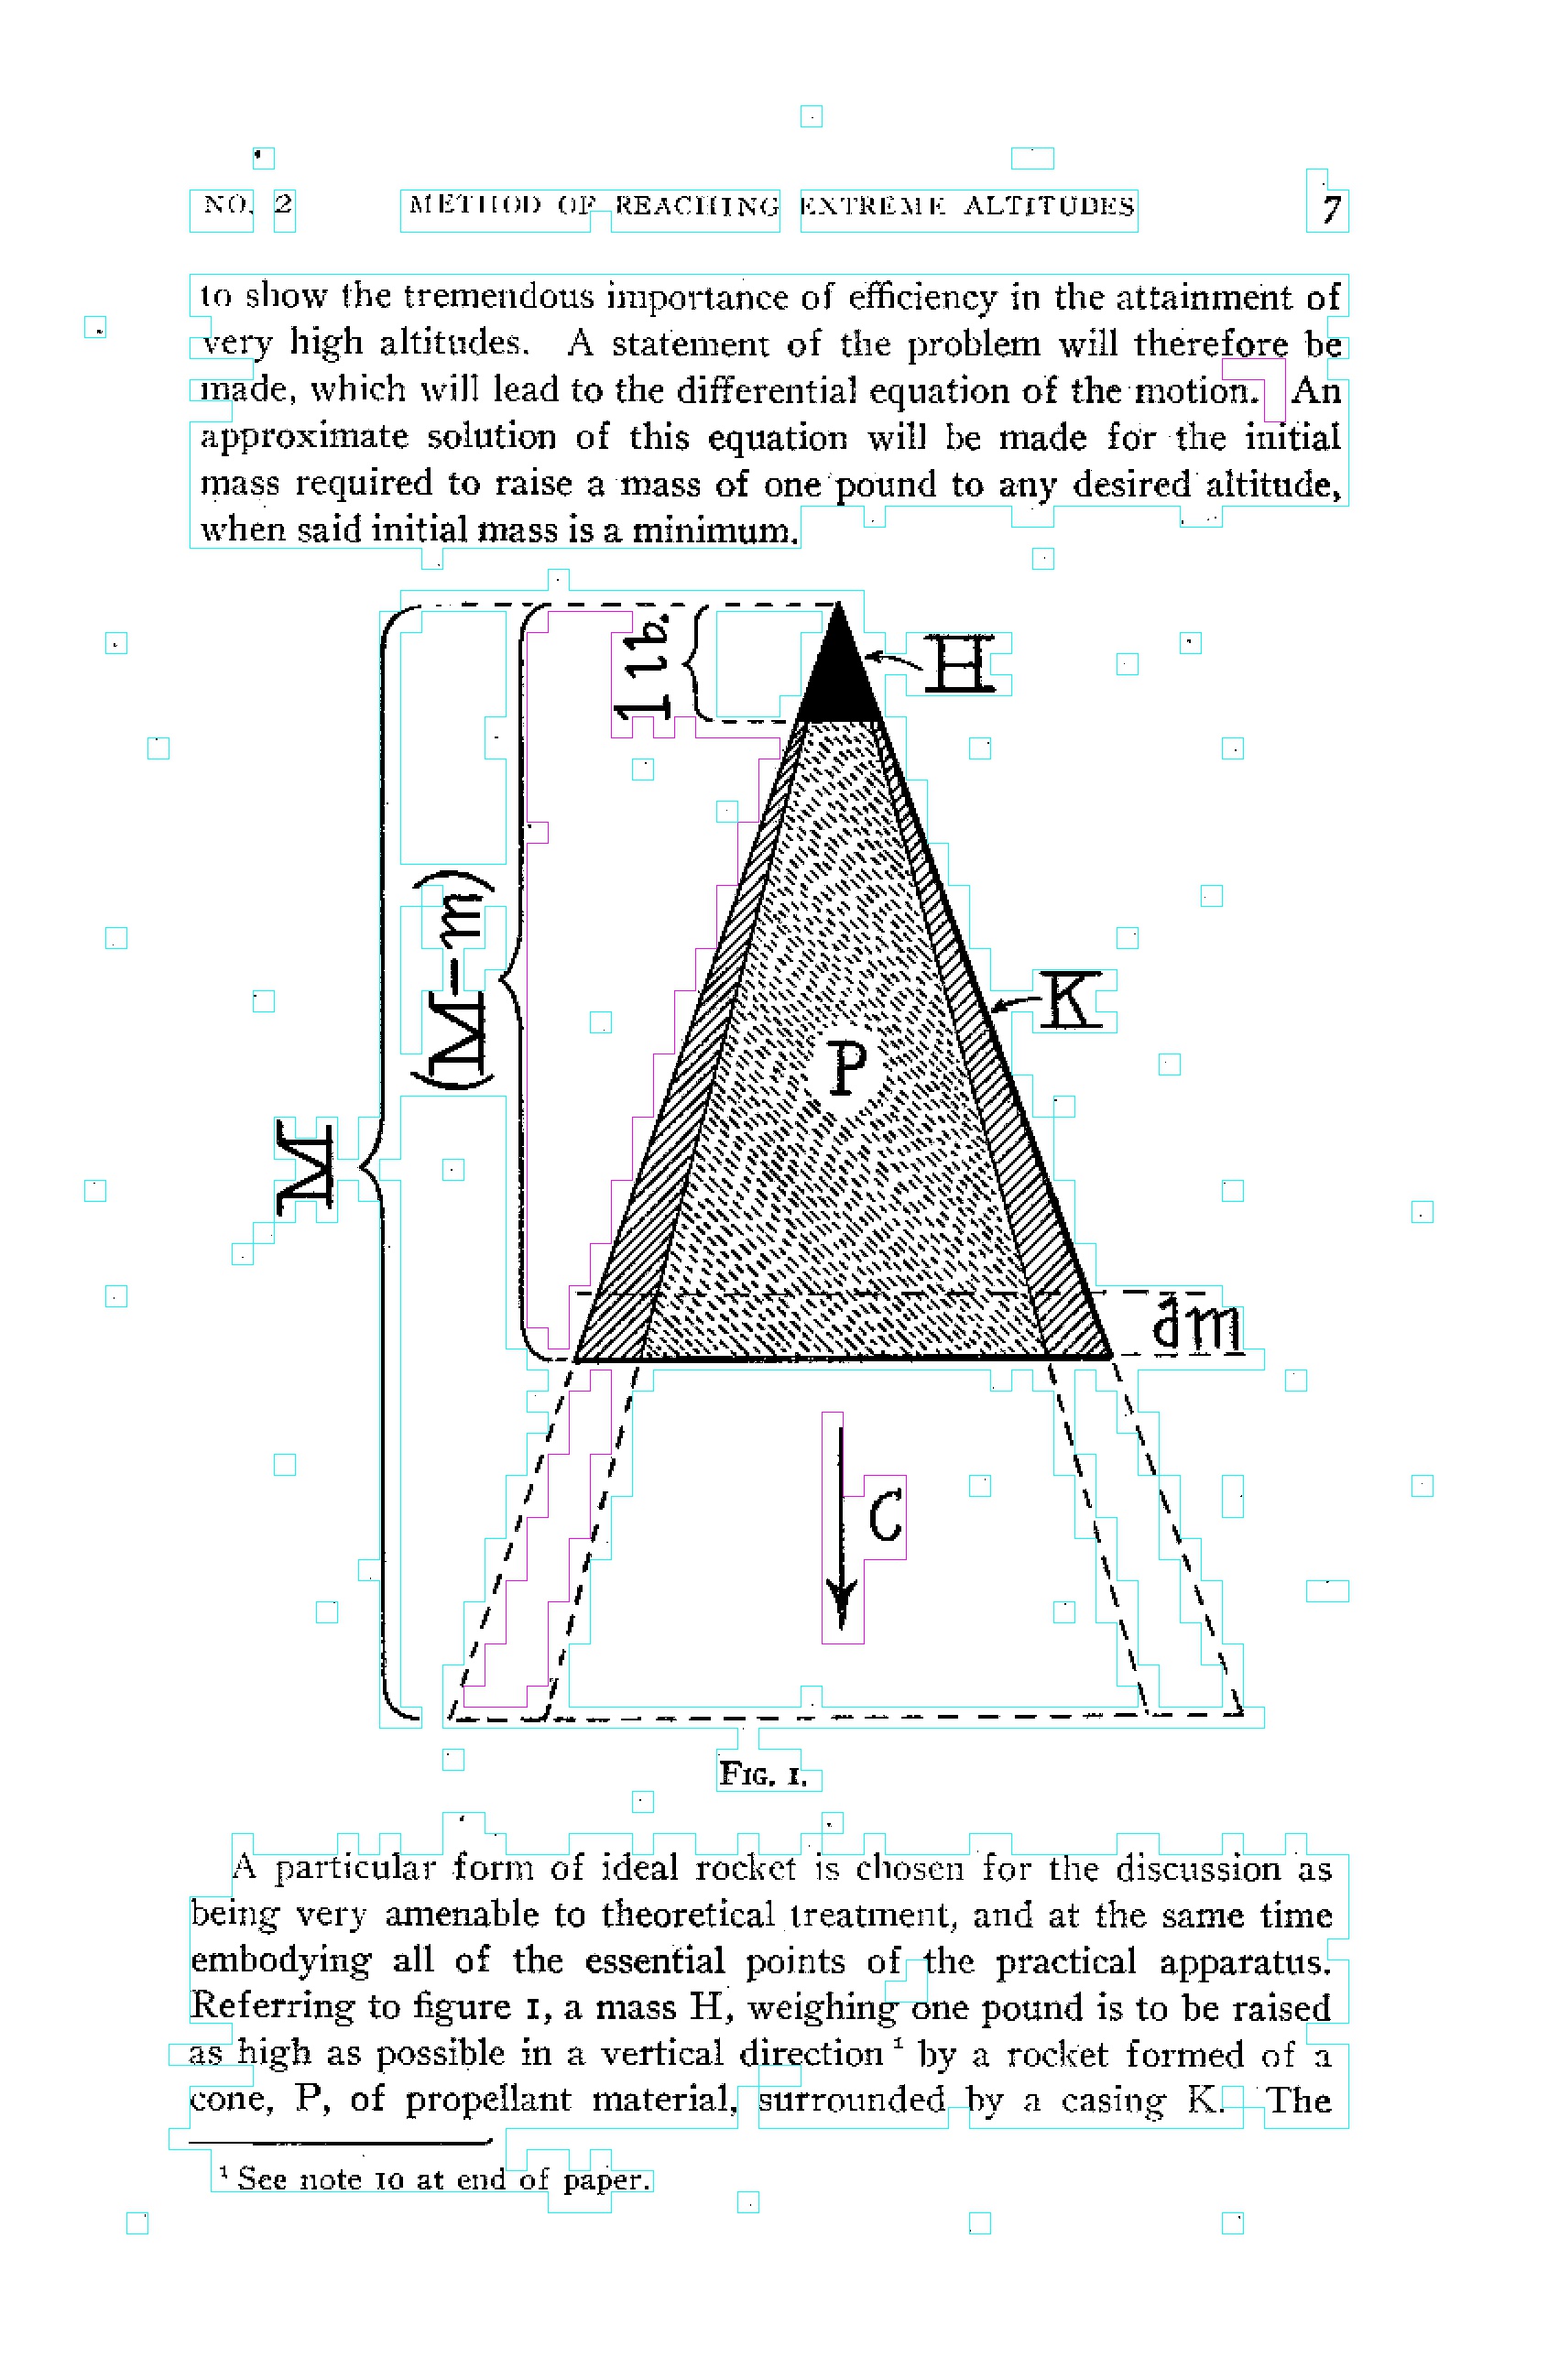 NO. 2 METHOD OF REACHING EXTREME ALTITUDES 7
to show the tremendous importance of efficiency in the attainment of
very high altitudes. A statement of the problem will therefore be
made, which will lead to the differential equation of the motion. An
approximate solution of this equation will be made for the initial
mass required to raise a mass of one pound to any desired altitude,
when said initial mass is a minimum.
1 lb.
H
(M-m)
K
P
M
dm
C
FIG. 1.
A particular form of ideal rocket is chosen for the discussion as
being very amenable to theoretical treatment, and at the same time
embodying all of the essential points of the practical apparatus.
Referring to figure 1, a mass H, weighing one pound is to be raised
as high as possible in a vertical direction ¹ by a rocket formed of a
cone, P, of propellant material, surrounded by a casing K. The
¹ See note 10 at end of paper.